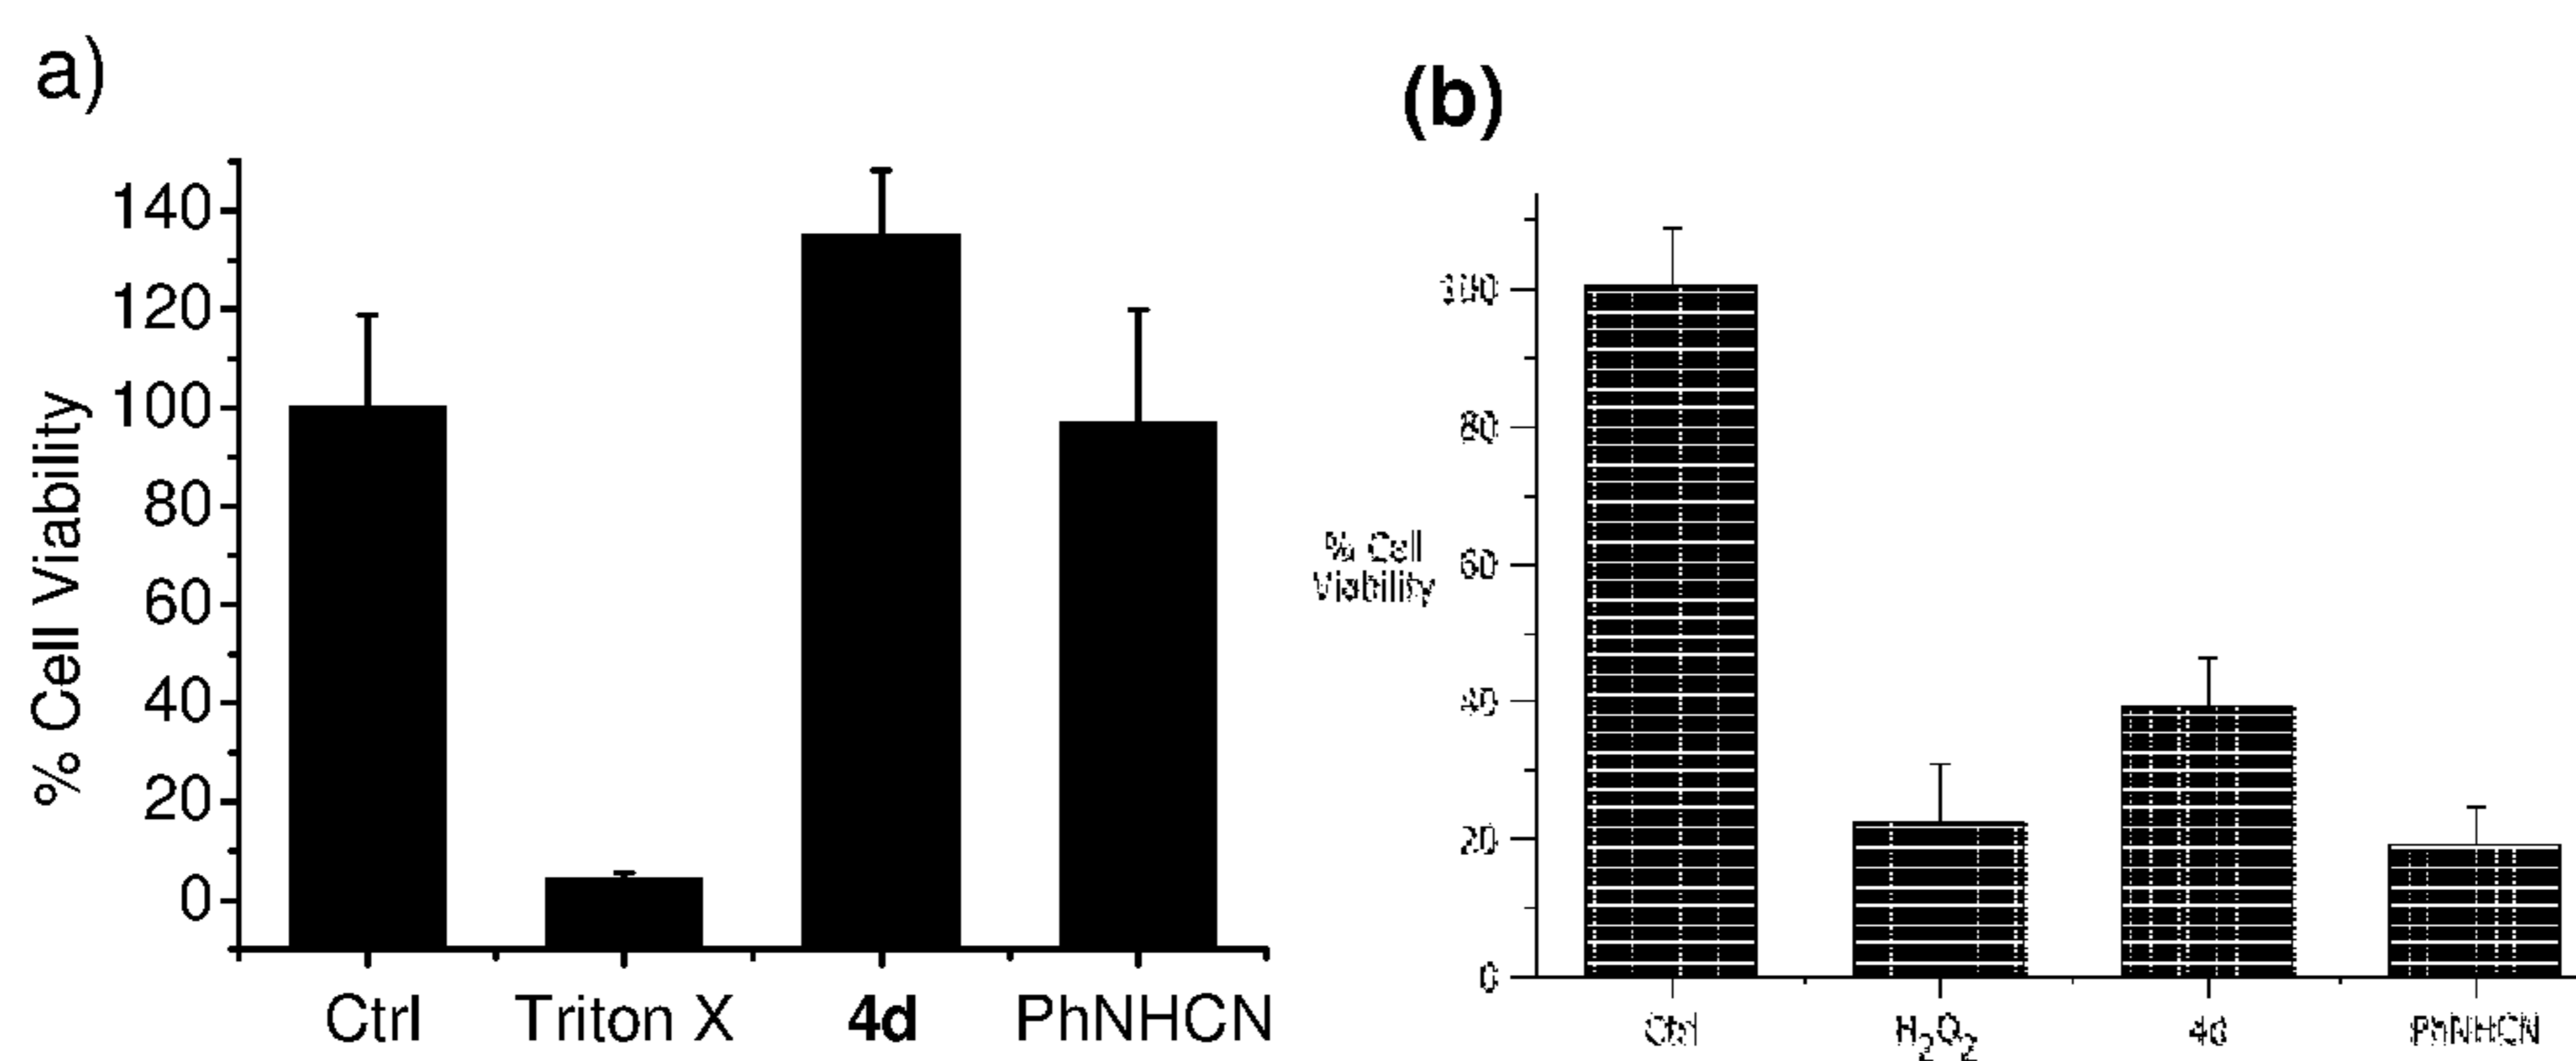 a)
140
120
100
80
60
40
20
0
% Cell Viability
Ctrl Triton X 4d PhNHCN
(b)
100
80
60
40
20
0
% Cell
Viability
Ctrl H2O2 4d PhNHCN